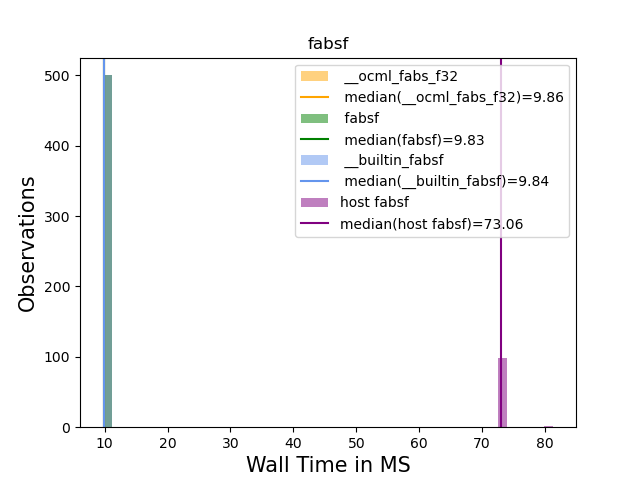 fabsf
500
400
300
200
100
0
Observations
__ocml_fabs_f32
median(__ocml_fabs_f32)=9.86
fabsf
median(fabsf)=9.83
__builtin_fabsf
median(__builtin_fabsf)=9.84
host fabsf
median(host fabsf)=73.06
10 20 30 40 50 60 70 80
Wall Time in MS